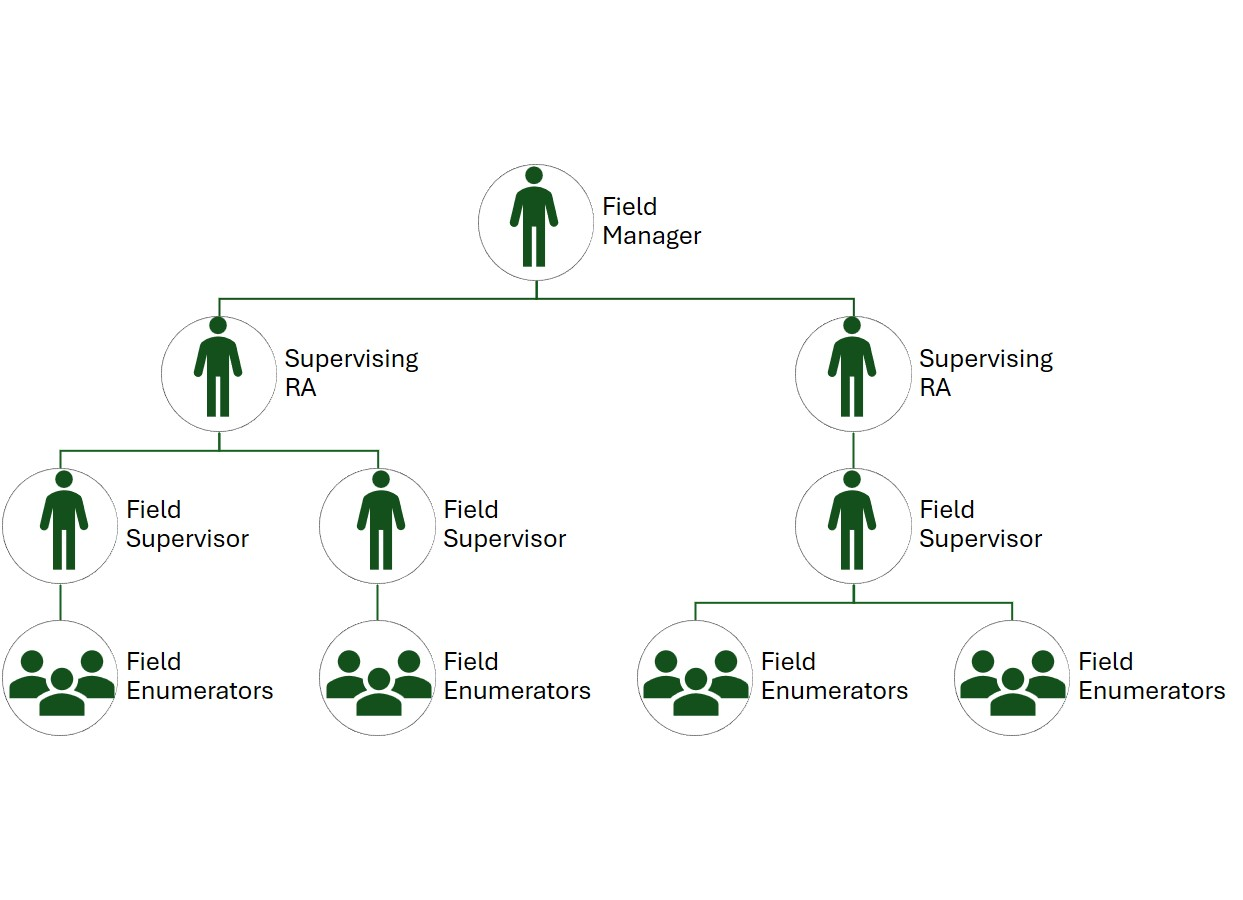 Field
Manager
Supervising
RA
Supervising
RA
Field
Supervisor
Field
Supervisor
Field
Supervisor
Field
Enumerators
Field
Enumerators
Field
Enumerators
Field
Enumerators